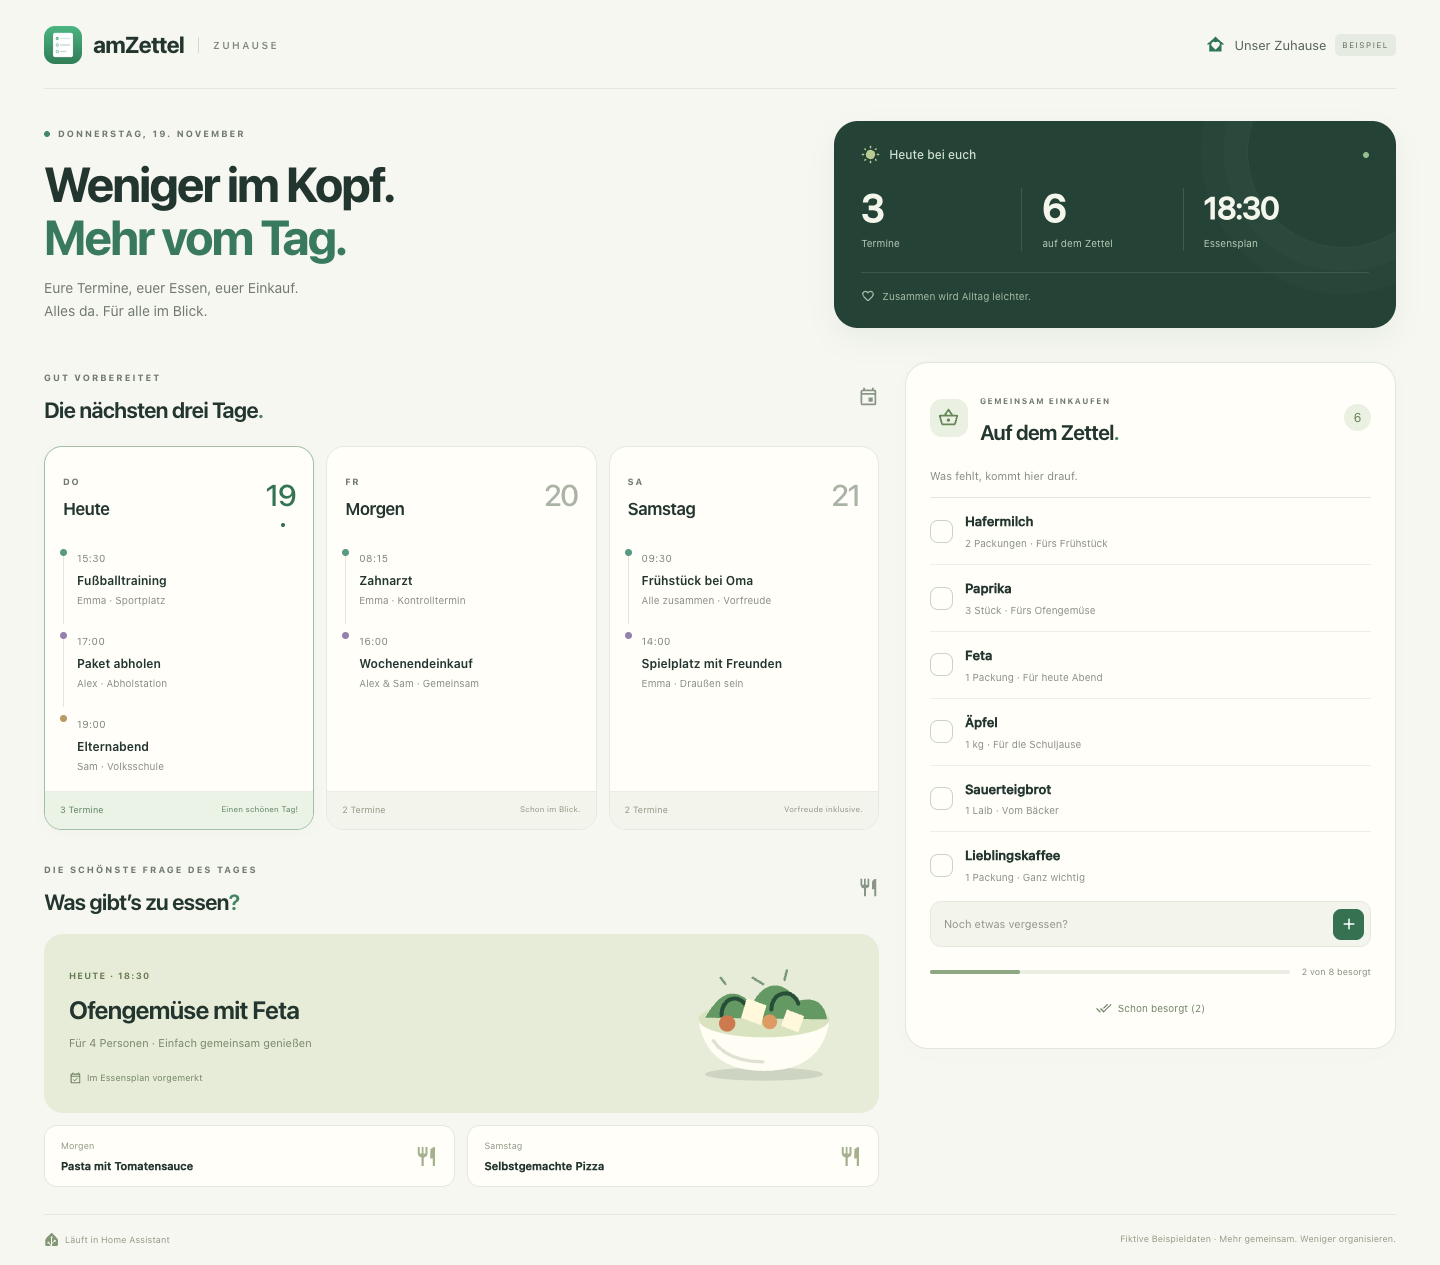 amZettel
ZUHAUSE
Unser Zuhause
BEISPIEL
DONNERSTAG, 19. NOVEMBER
Weniger im Kopf.
Mehr vom Tag.
Eure Termine, euer Essen, euer Einkauf.
Alles da. Für alle im Blick.
Heute bei euch
3
Termine
6
auf dem Zettel
18:30
Essensplan
Zusammen wird Alltag leichter.
GUT VORBEREITET
Die nächsten drei Tage.
DO
Heute
19
15:30
Fußballtraining
Emma · Sportplatz
17:00
Paket abholen
Alex · Abholstation
19:00
Elternabend
Sam · Volksschule
3 Termine
Einen schönen Tag!
FR
Morgen
20
08:15
Zahnarzt
Emma · Kontrolltermin
16:00
Wochenendeinkauf
Alex & Sam · Gemeinsam
2 Termine
Schon im Blick.
SA
Samstag
21
09:30
Frühstück bei Oma
Alle zusammen · Vorfreude
14:00
Spielplatz mit Freunden
Emma · Draußen sein
2 Termine
Vorfreude inklusive.
DIE SCHÖNSTE FRAGE DES TAGES
Was gibt’s zu essen?
HEUTE · 18:30
Ofengemüse mit Feta
Für 4 Personen · Einfach gemeinsam genießen
Im Essensplan vorgemerkt
Morgen
Pasta mit Tomatensauce
Samstag
Selbstgemachte Pizza
GEMEINSAM EINKAUFEN
Auf dem Zettel.
6
Was fehlt, kommt hier drauf.
Hafermilch
2 Packungen · Fürs Frühstück
Paprika
3 Stück · Fürs Ofengemüse
Feta
1 Packung · Für heute Abend
Äpfel
1 kg · Für die Schuljause
Sauerteigbrot
1 Laib · Vom Bäcker
Lieblingskaffee
1 Packung · Ganz wichtig
Noch etwas vergessen?
2 von 8 besorgt
Schon besorgt (2)
Läuft in Home Assistant
Fiktive Beispieldaten · Mehr gemeinsam. Weniger organisieren.